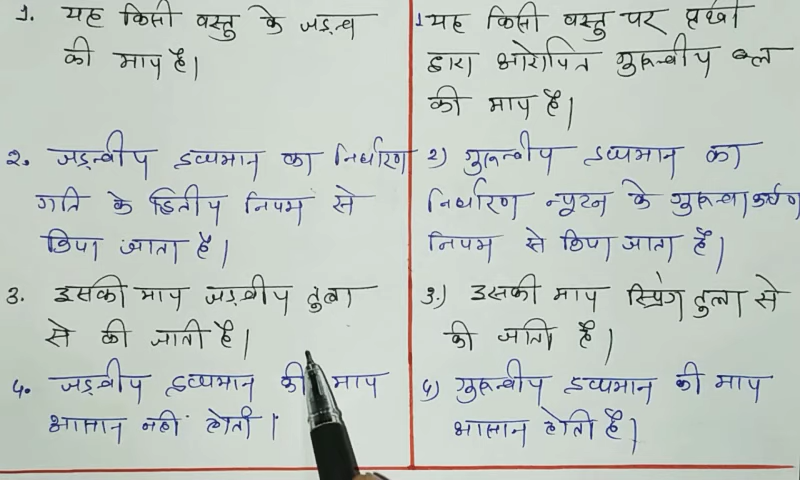 1. यह किसी वस्तु के जड़त्व
की माप है।
2. जड़त्वीय द्रव्यमान का निर्धारण
गति के द्वितीय नियम से
किया जाता है।
3. इसकी माप जड़त्वीय तुला
से की जाती है।
4. जड़त्वीय द्रव्यमान की माप
आसान नहीं होती।
1 यह किसी वस्तु पर पृथ्वी
द्वारा आरोपित गुरुत्वीय बल
की माप है।
2) गुरुत्वीय द्रव्यमान का
निर्धारण न्यूटन के गुरुत्वाकर्षण
नियम से किया जाता है।
3.) इसकी माप स्प्रिंग तुला से
की जाती है।
4) गुरुत्वीय द्रव्यमान की माप
आसान होती है।